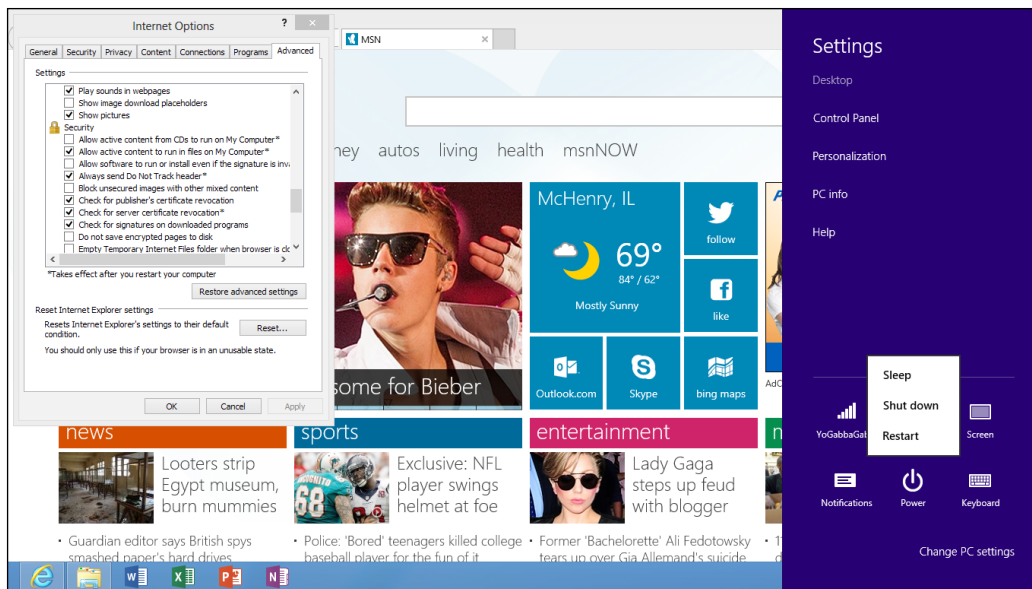 Internet Options
?
×
General
Security
Privacy
Content
Connections
Programs
Advanced
Settings
Play sounds in webpages
Show image download placeholders
Show pictures
Security
Allow active content from CDs to run on My Computer*
Allow active content to run in files on My Computer*
Allow software to run or install even if the signature is inva
Always send Do Not Track header*
Block unsecured images with other mixed content
Check for publisher's certificate revocation
Check for server certificate revocation*
Check for signatures on downloaded programs
Do not save encrypted pages to disk
Empty Temporary Internet Files folder when browser is clo
*Takes effect after you restart your computer
Restore advanced settings
Reset Internet Explorer settings
Resets Internet Explorer's settings to their default
condition.
Reset...
You should only use this if your browser is in an unusable state.
OK
Cancel
Apply
MSN
×
ney
autos
living
health
msnNOW
some for Bieber
McHenry, IL
69°
84° / 62°
Mostly Sunny
follow
like
Outlook.com
Skype
bing maps
news
Looters strip
Egypt museum,
burn mummies
• Guardian editor says British spys
smashed paper's hard drives
sports
INCOGNITO
68
Exclusive: NFL
player swings
helmet at foe
• Police: 'Bored' teenagers killed college
baseball player for the fun of it
entertainment
Lady Gaga
steps up feud
with blogger
• Former 'Bachelorette' Ali Fedotowsky
tears up over Gia Allemand's suicide
Settings
Desktop
Control Panel
Personalization
PC info
Help
Sleep
Shut down
Restart
YoGabbaGab
Screen
Notifications
Power
Keyboard
Change PC settings